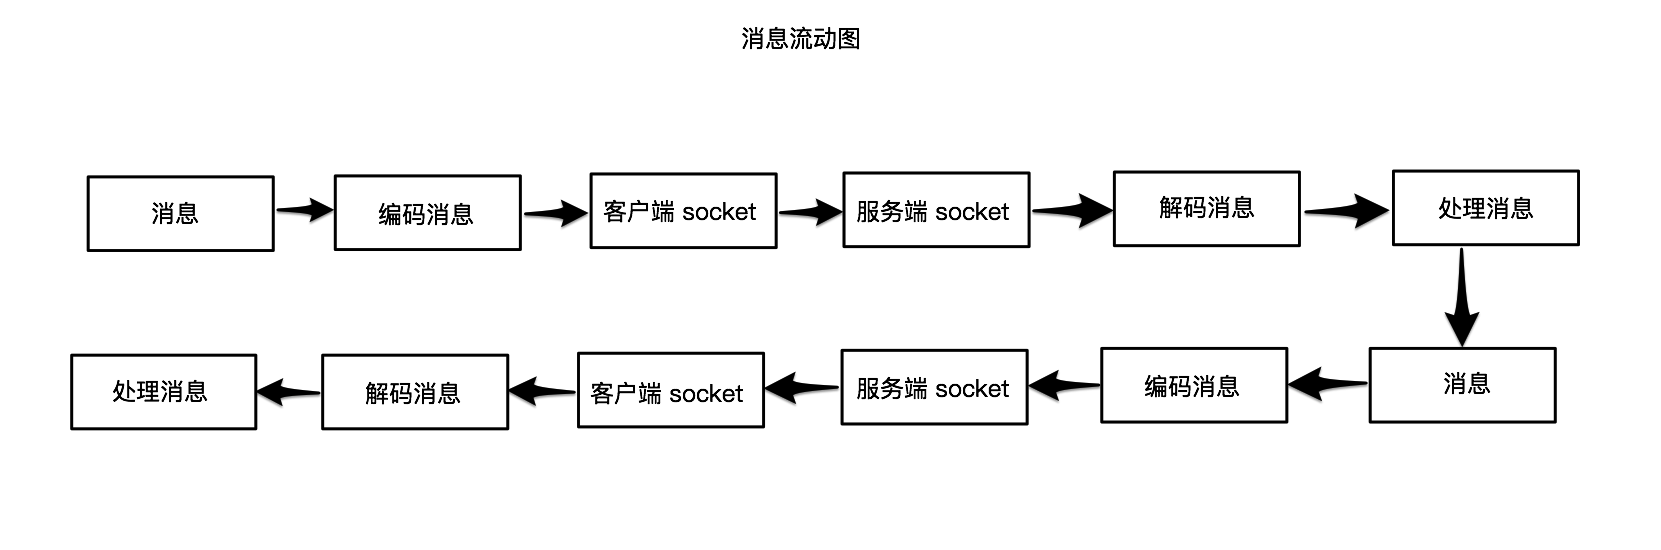 消息流动图
消息
编码消息
客户端 socket
服务端 socket
解码消息
处理消息
处理消息
解码消息
客户端 socket
服务端 socket
编码消息
消息